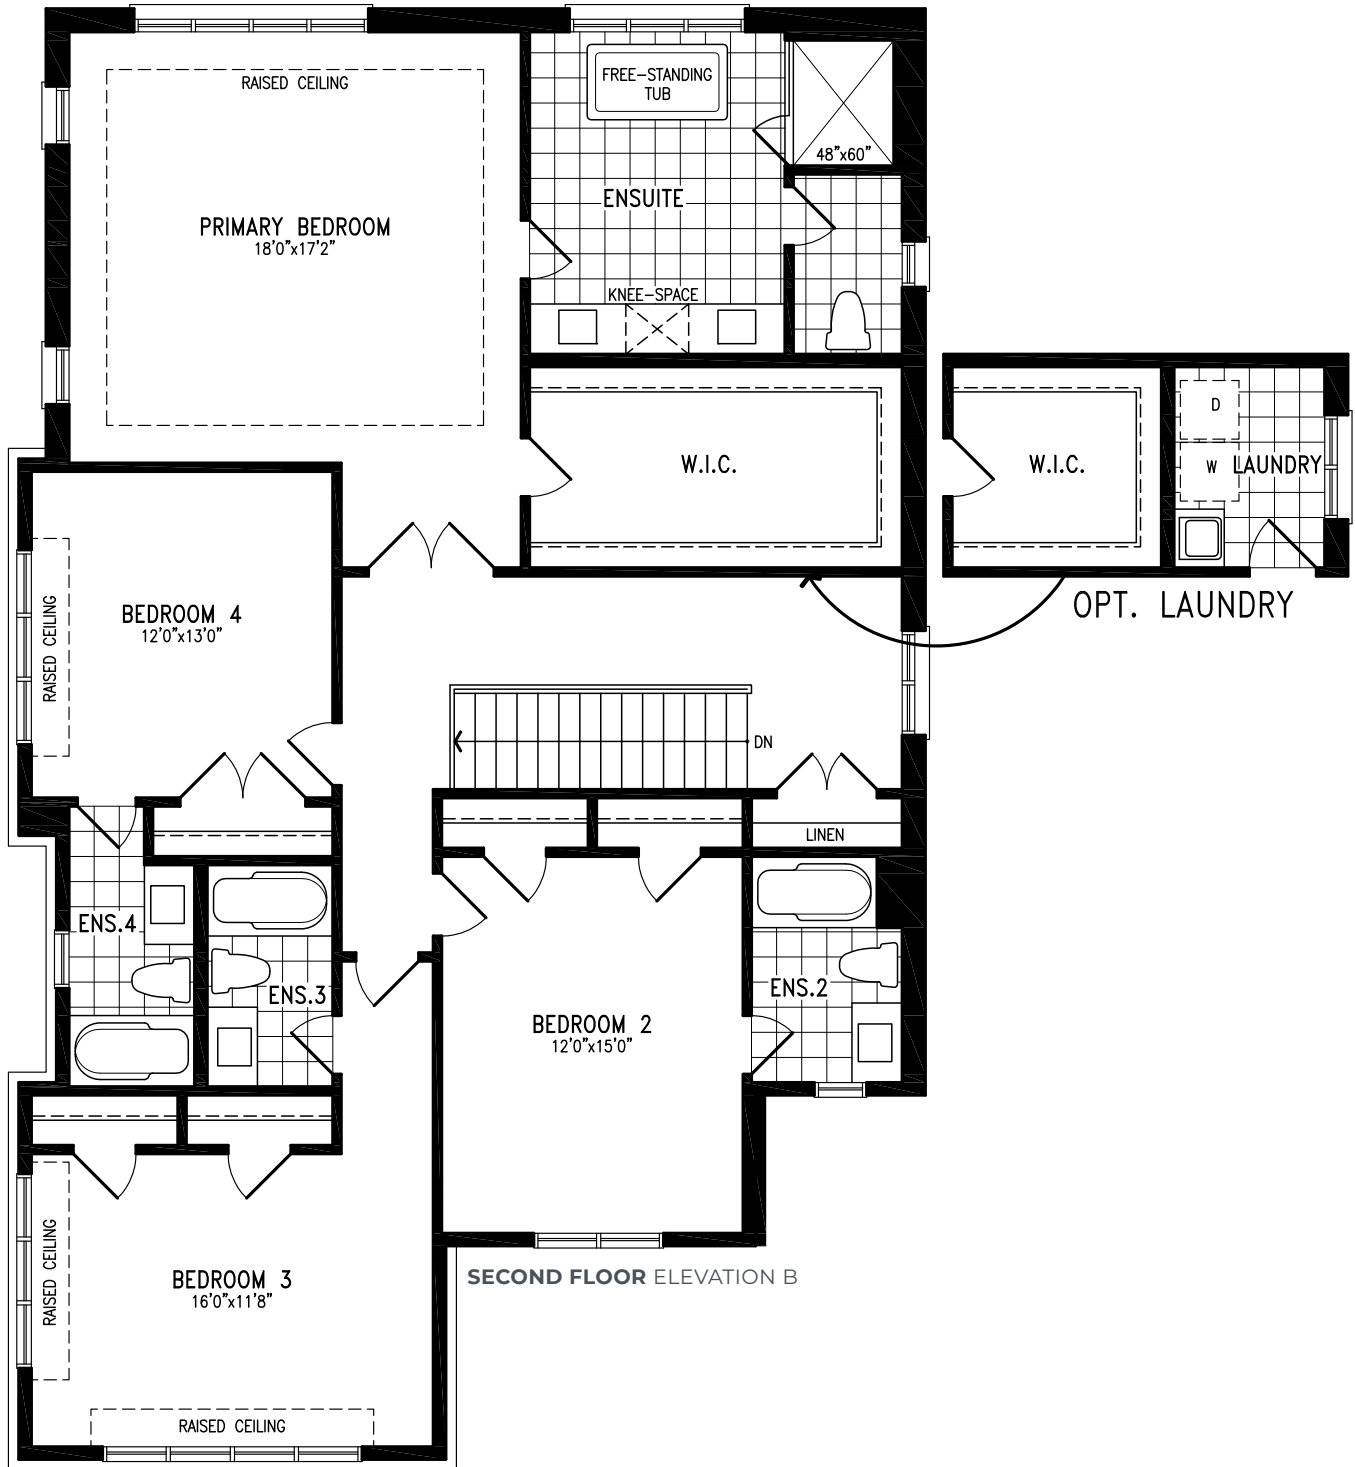 RAISED CEILING
FREE-STANDING
TUB
48"x60"
ENSUITE
PRIMARY BEDROOM
18'0"x17'2"
KNEE-SPACE
W.I.C.
W.I.C.
D
W
LAUNDRY
OPT. LAUNDRY
BEDROOM 4
12'0"x13'0"
RAISED CEILING
DN
LINEN
ENS.4
ENS.3
ENS.2
BEDROOM 2
12'0"x15'0"
RAISED CEILING
BEDROOM 3
16'0"x11'8"
SECOND FLOOR ELEVATION B
RAISED CEILING